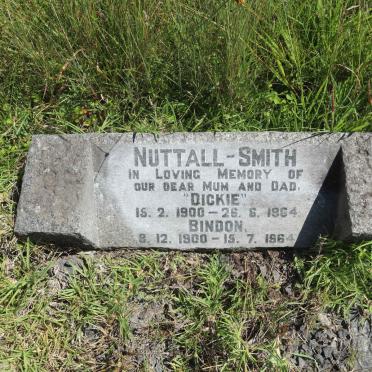 NUTTALL-SMITH
IN LOVING MEMORY OF
OUR DEAR MUM AND DAD.
"DICKIE"
15. 2. 1900 – 26. 6. 1964
BINDON.
8. 12. 1900 – 15. 7. 1964